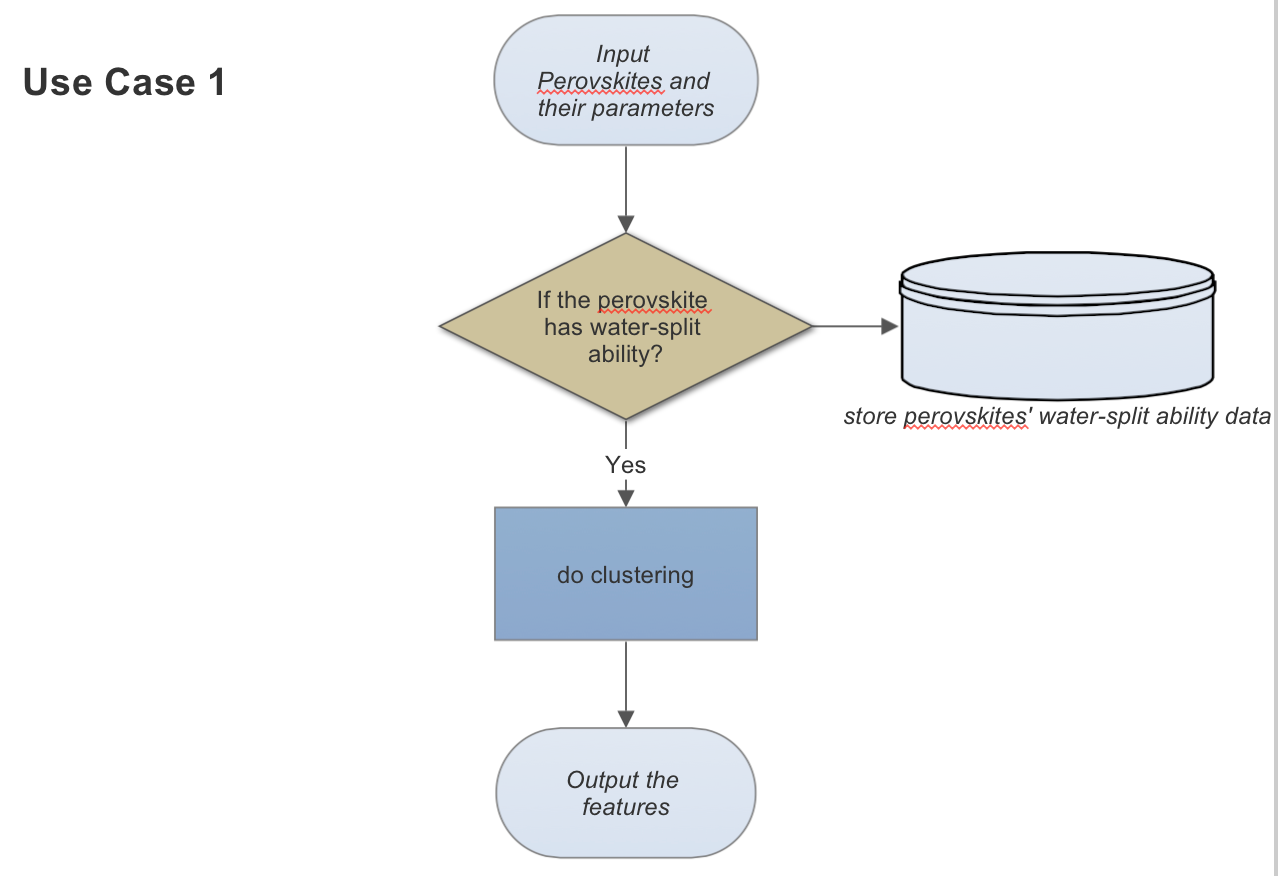 Use Case 1
Input
Perovskites and
their parameters
If the perovskite
has water-split
ability?
store perovskites' water-split ability data
Yes
do clustering
Output the
features